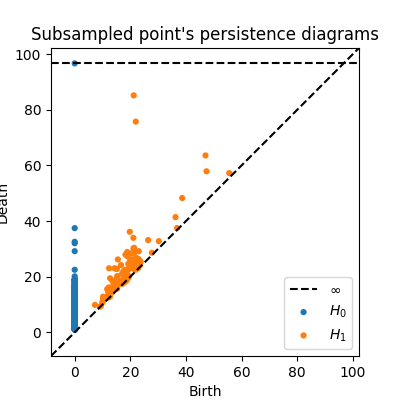 Subsampled point's persistence diagrams
100
80
60
40
20
0
Death
0 20 40 60 80 100
Birth
∞
H₀
H₁